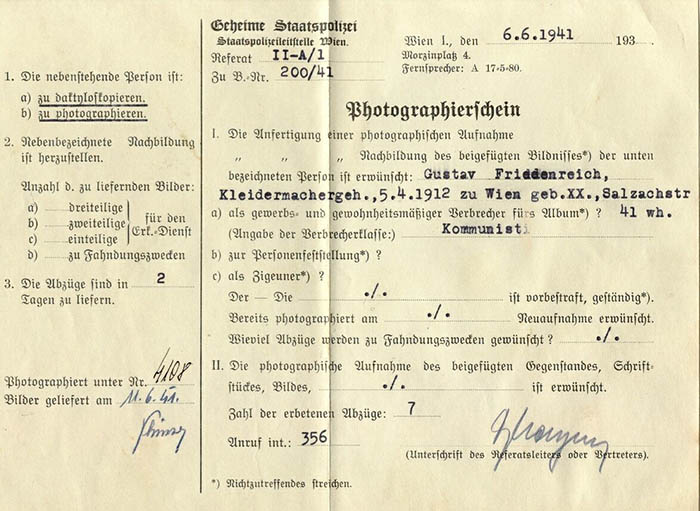 1. Die nebenstehende Person ist:
a) zu daktyloskopieren.
b) zu photographieren.
2. Nebenbezeichnete Nachbildung
ist herzustellen.
Anzahl d. zu liefernden Bilder:
a) dreiteilige
b) zweiteilige
c) einteilige
für den
Erk.-Dienst
d) zu Fahndungszwecken
3. Die Abzüge sind in 2
Tagen zu liefern.
Photographiert unter Nr. 4108
Bilder geliefert am 11.6.41.
Geheime Staatspolizei
Staatspolizeileitstelle Wien.
Referat II-A/1
Zu B.-Nr. 200/41
Wien I., den 6.6.1941 193
Morzinplatz 4.
Fernsprecher: A 17-5-80.
Photographierschein
I. Die Anfertigung einer photographischen Aufnahme
„ „ Nachbildung des beigefügten Bildnisses*) der unten
bezeichneten Person ist erwünscht: Gustav Friedenreich,
Kleidermachergeh.,5.4.1912 zu Wien geb.XX.,Salzachstr
a) als gewerbs- und gewohnheitsmäßiger Verbrecher fürs Album*) ? 41 wh.
(Angabe der Verbrecherklasse:) Kommunist
b) zur Personenfeststellung*) ?
c) als Zigeuner*) ?
Der — Die ./. ist vorbestraft, geständig*).
Bereits photographiert am ./. Neuaufnahme erwünscht.
Wieviel Abzüge werden zu Fahndungszwecken gewünscht ? ./.
II. Die photographische Aufnahme des beigefügten Gegenstandes, Schrift-
stückes, Bildes, ./. ist erwünscht.
Zahl der erbetenen Abzüge: 7
Anruf int.: 356
(Unterschrift des Referatsleiters oder Vertreters).
*) Nichtzutreffendes streichen.